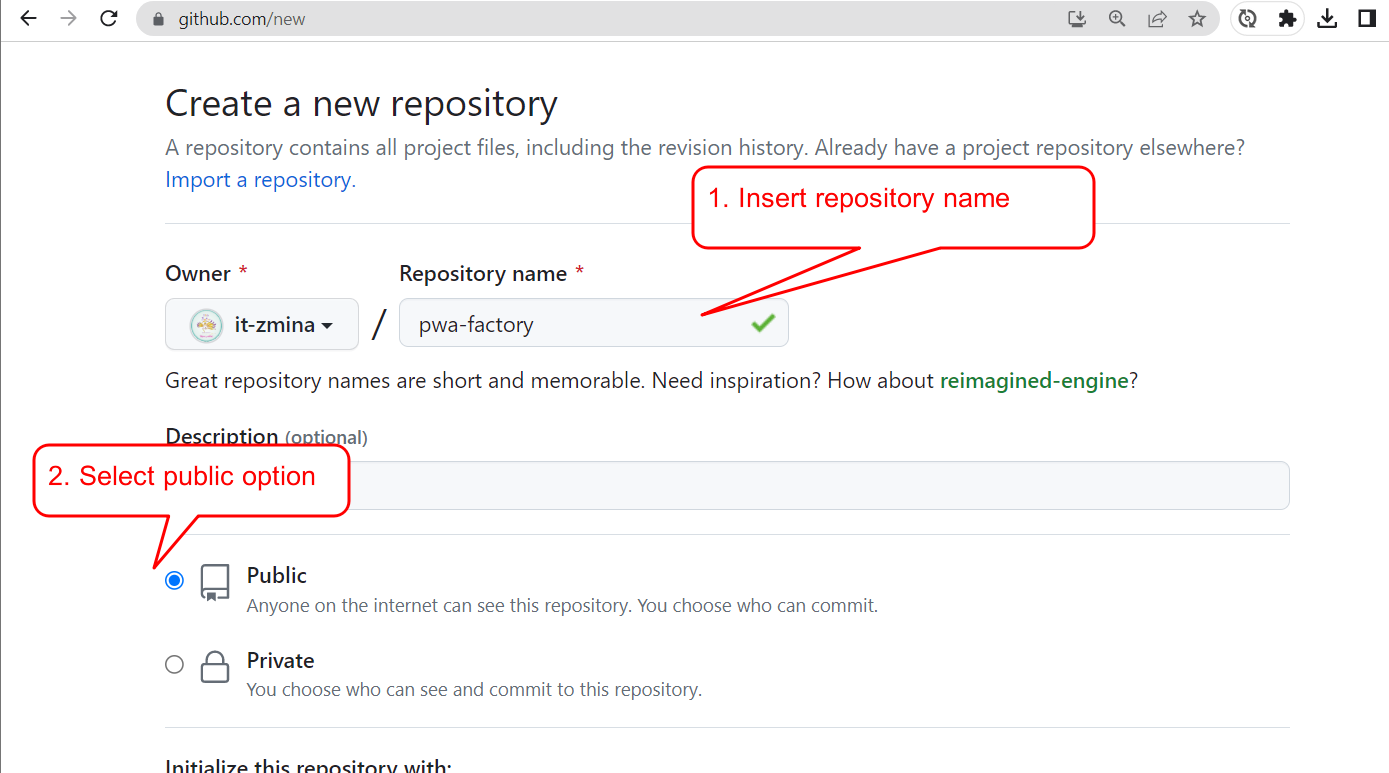 github.com/new
Create a new repository
A repository contains all project files, including the revision history. Already have a project repository elsewhere?
Import a repository.
1. Insert repository name
Owner *
Repository name *
it-zmina
/
pwa-factory
Great repository names are short and memorable. Need inspiration? How about reimagined-engine?
Description (optional)
2. Select public option
Public
Anyone on the internet can see this repository. You choose who can commit.
Private
You choose who can see and commit to this repository.
Initialize this repository with: